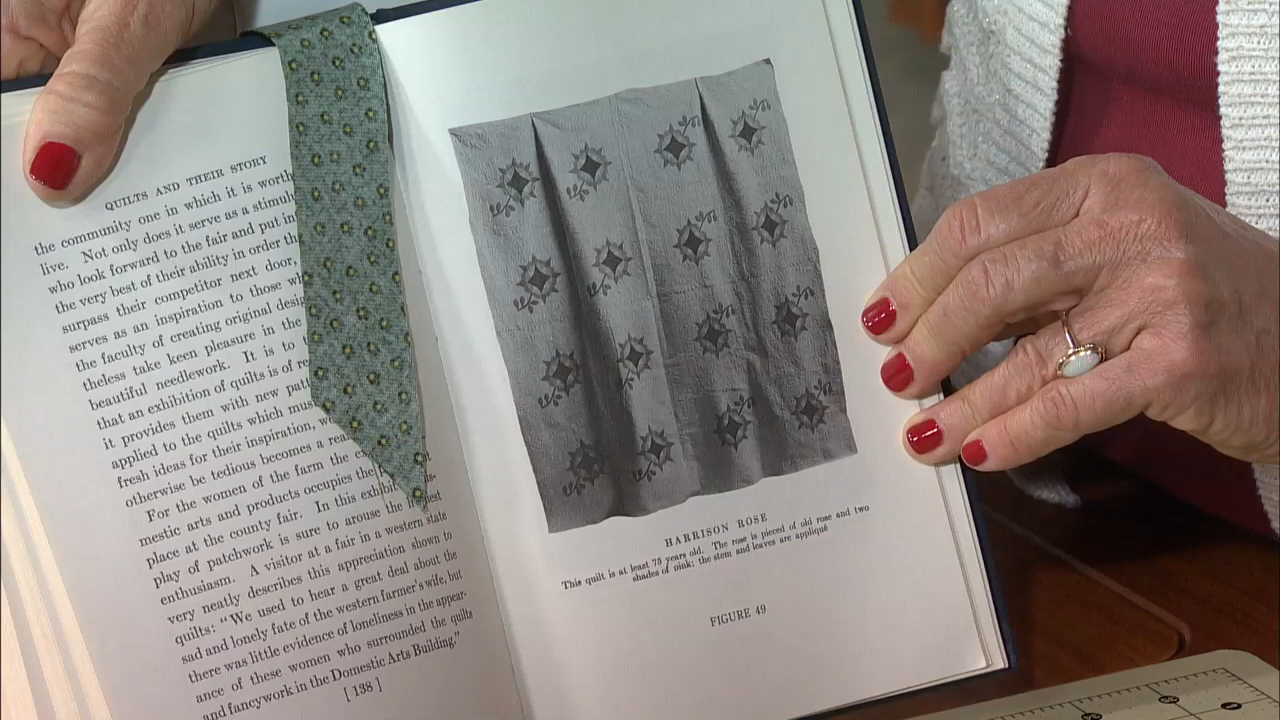 QUILTS AND THEIR STORY
the community one in which it is worth
live. Not only does it serve as a stimulu
who look forward to the fair and put in
the very best of their ability in order tha
surpass their competitor next door,
serves as an inspiration to those w
the faculty of creating original desig
theless take keen pleasure in the
beautiful needlework. It is to t
that an exhibition of quilts is of re
it provides them with new patt
applied to the quilts which mus
fresh ideas for their inspiration, wo
otherwise be tedious becomes a rea
For the women of the farm the ex
mestic arts and products occupies the
place at the county fair. In this exhibit
play of patchwork is sure to arouse the
enthusiasm. A visitor at a fair in a western state
very neatly describes this appreciation shown to
quilts: "We used to hear a great deal about the
sad and lonely fate of the western farmer's wife, but
there was little evidence of loneliness in the appear-
ance of these women who surrounded the quilts
and fancywork in the Domestic Arts Building."
[138]
HARRISON ROSE
This quilt is at least 75 years old. The rose is pieced of old rose and two
shades of pink; the stem and leaves are appliqué
FIGURE 49